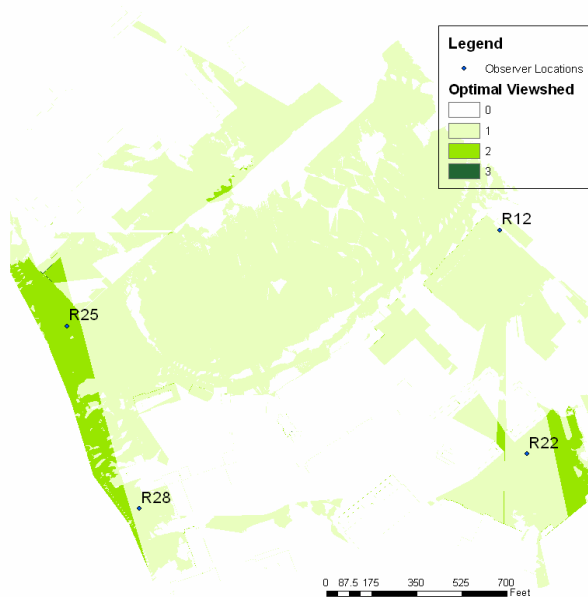 Legend
Observer Locations
Optimal Viewshed
0
1
2
3
R12
R25
R22
R28
0 87.5 175 350 525 700
Feet